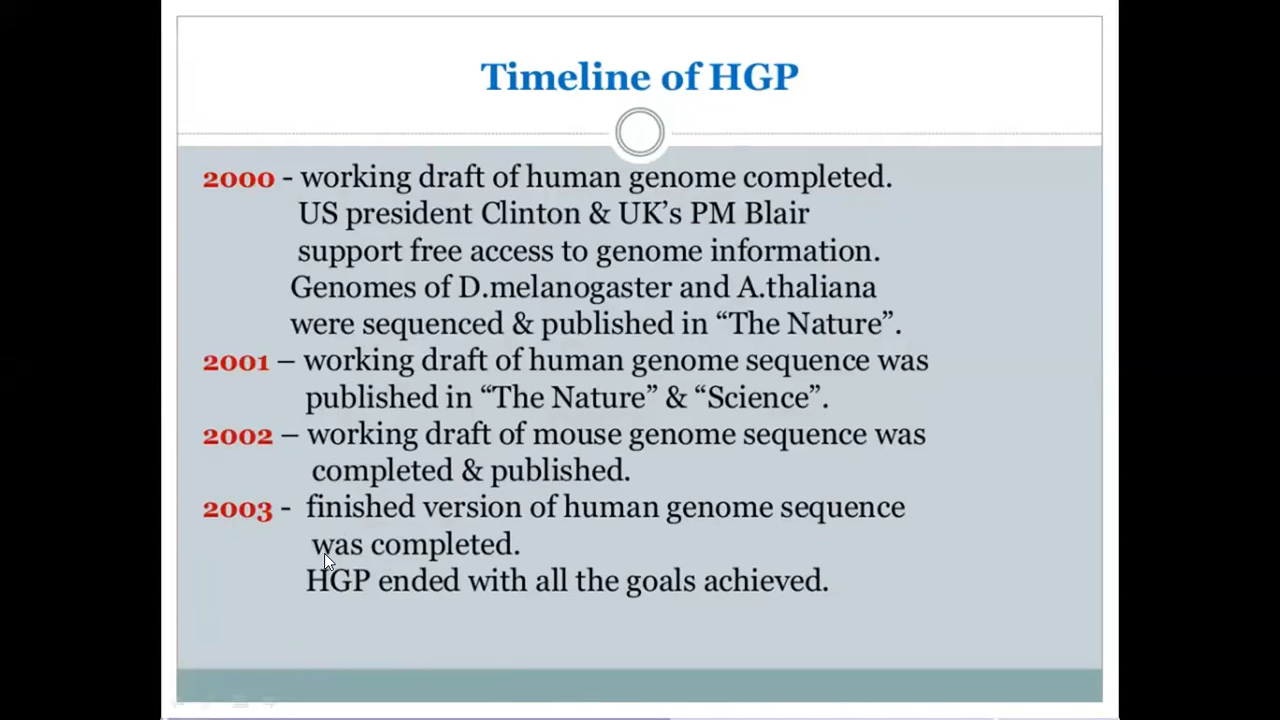 Timeline of HGP
2000 - working draft of human genome completed.
US president Clinton & UK’s PM Blair
support free access to genome information.
Genomes of D.melanogaster and A.thaliana
were sequenced & published in “The Nature”.
2001 – working draft of human genome sequence was
published in “The Nature” & “Science”.
2002 – working draft of mouse genome sequence was
completed & published.
2003 - finished version of human genome sequence
was completed.
HGP ended with all the goals achieved.